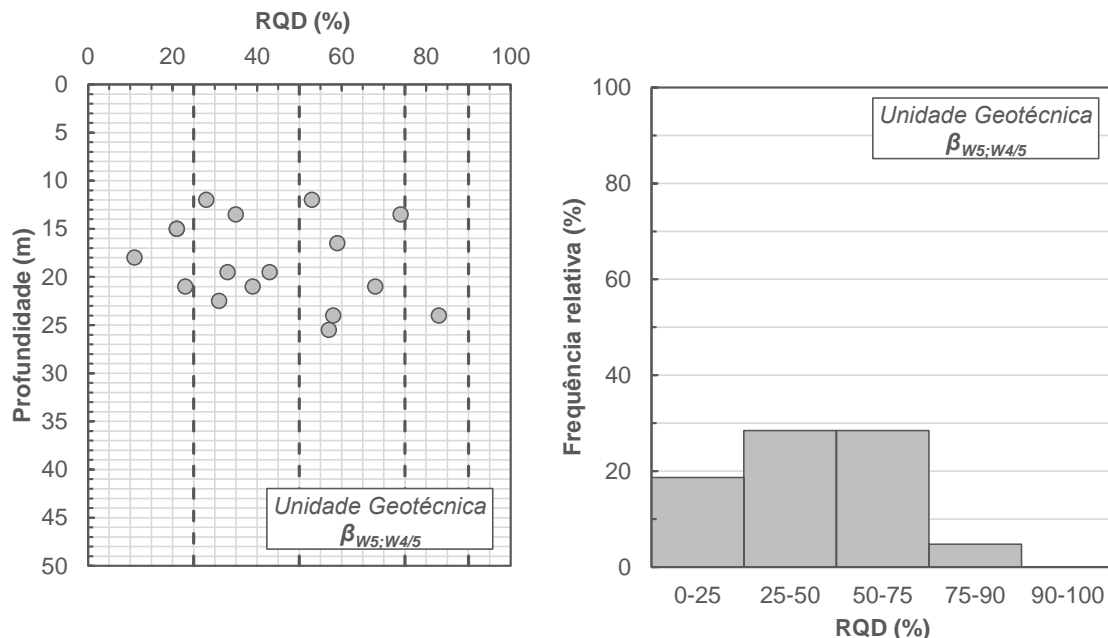 RQD (%)
0 20 40 60 80 100
Profundidade (m)
0
5
10
15
20
25
30
35
40
45
50
Unidade Geotécnica
βW5;W4/5
Frequência relativa (%)
100
80
60
40
20
0
Unidade Geotécnica
βW5;W4/5
0-25 25-50 50-75 75-90 90-100
RQD (%)